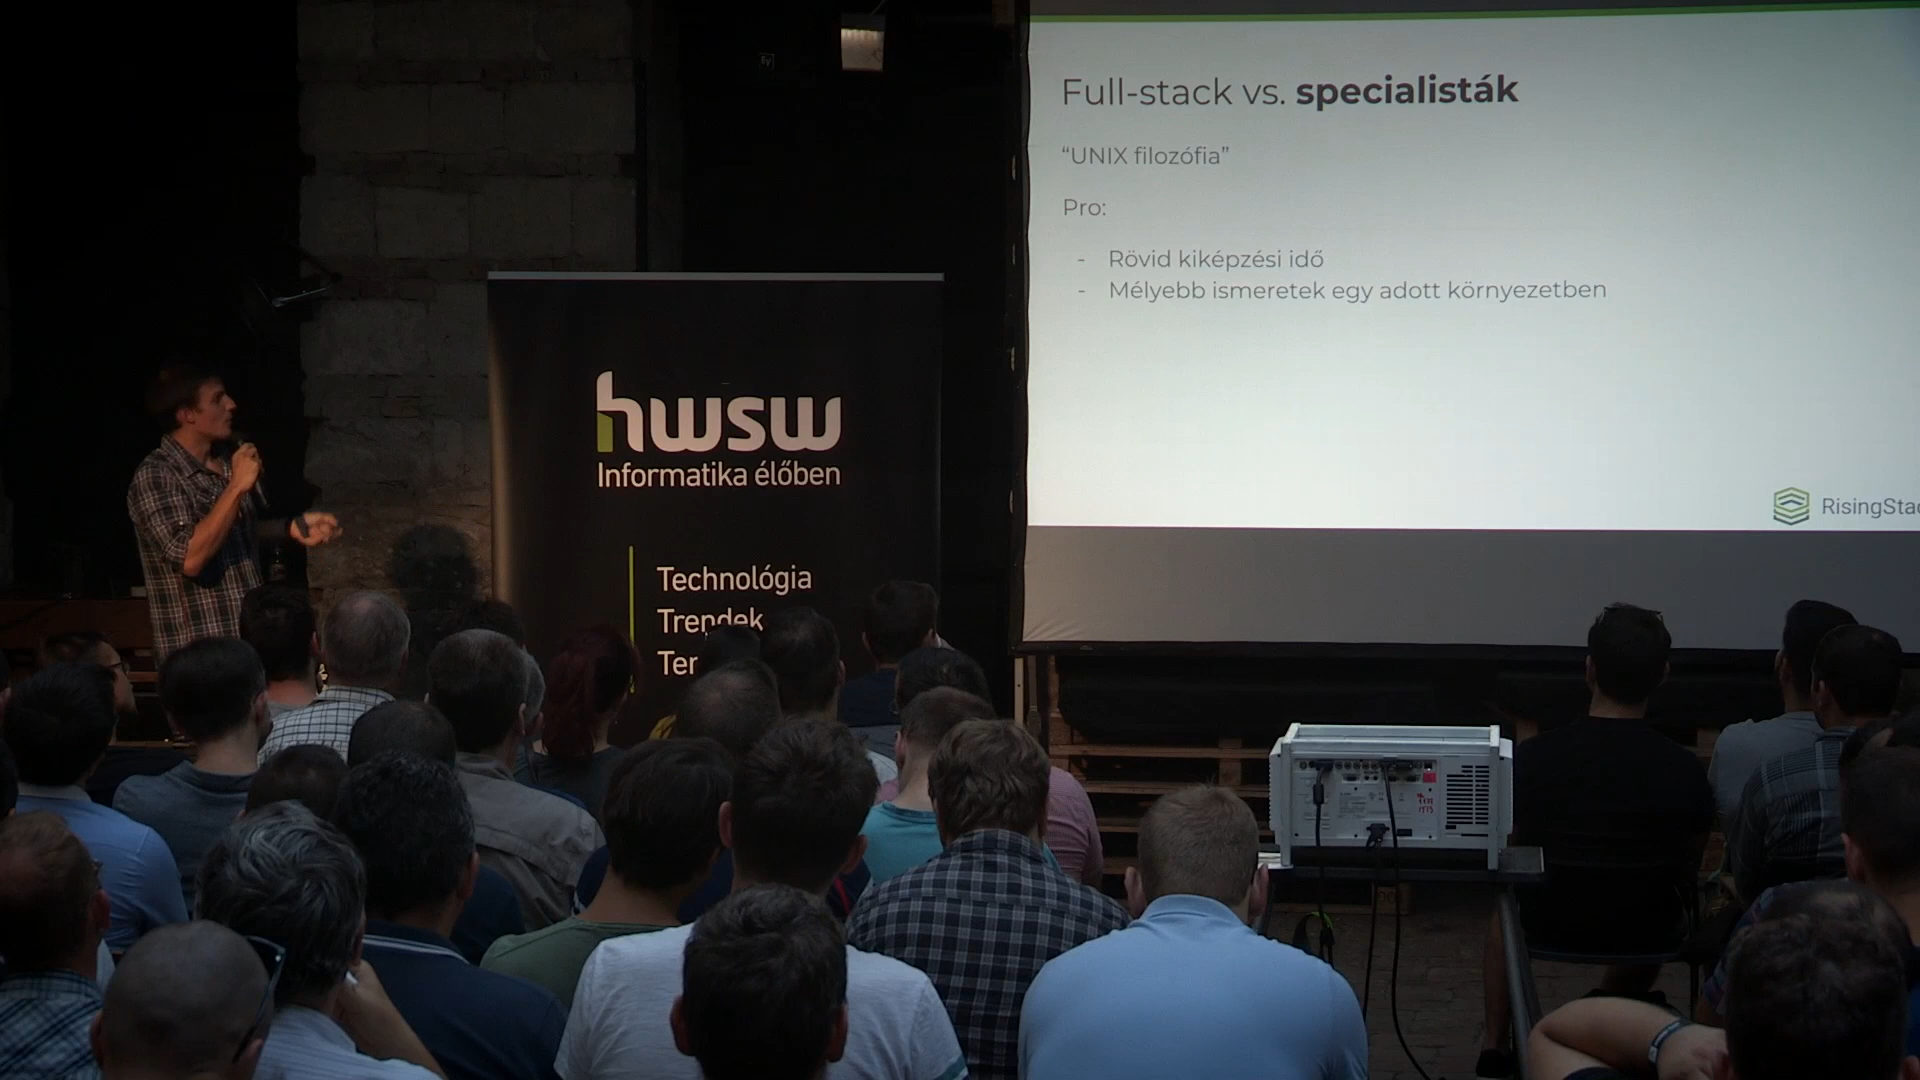 Full-stack vs. specialisták
“UNIX filozófia”
Pro:
- Rövid kiképzési idő
- Mélyebb ismeretek egy adott környezetben
RisingStac
hwsw
Informatika élőben
Technológia
Trendek
Ter